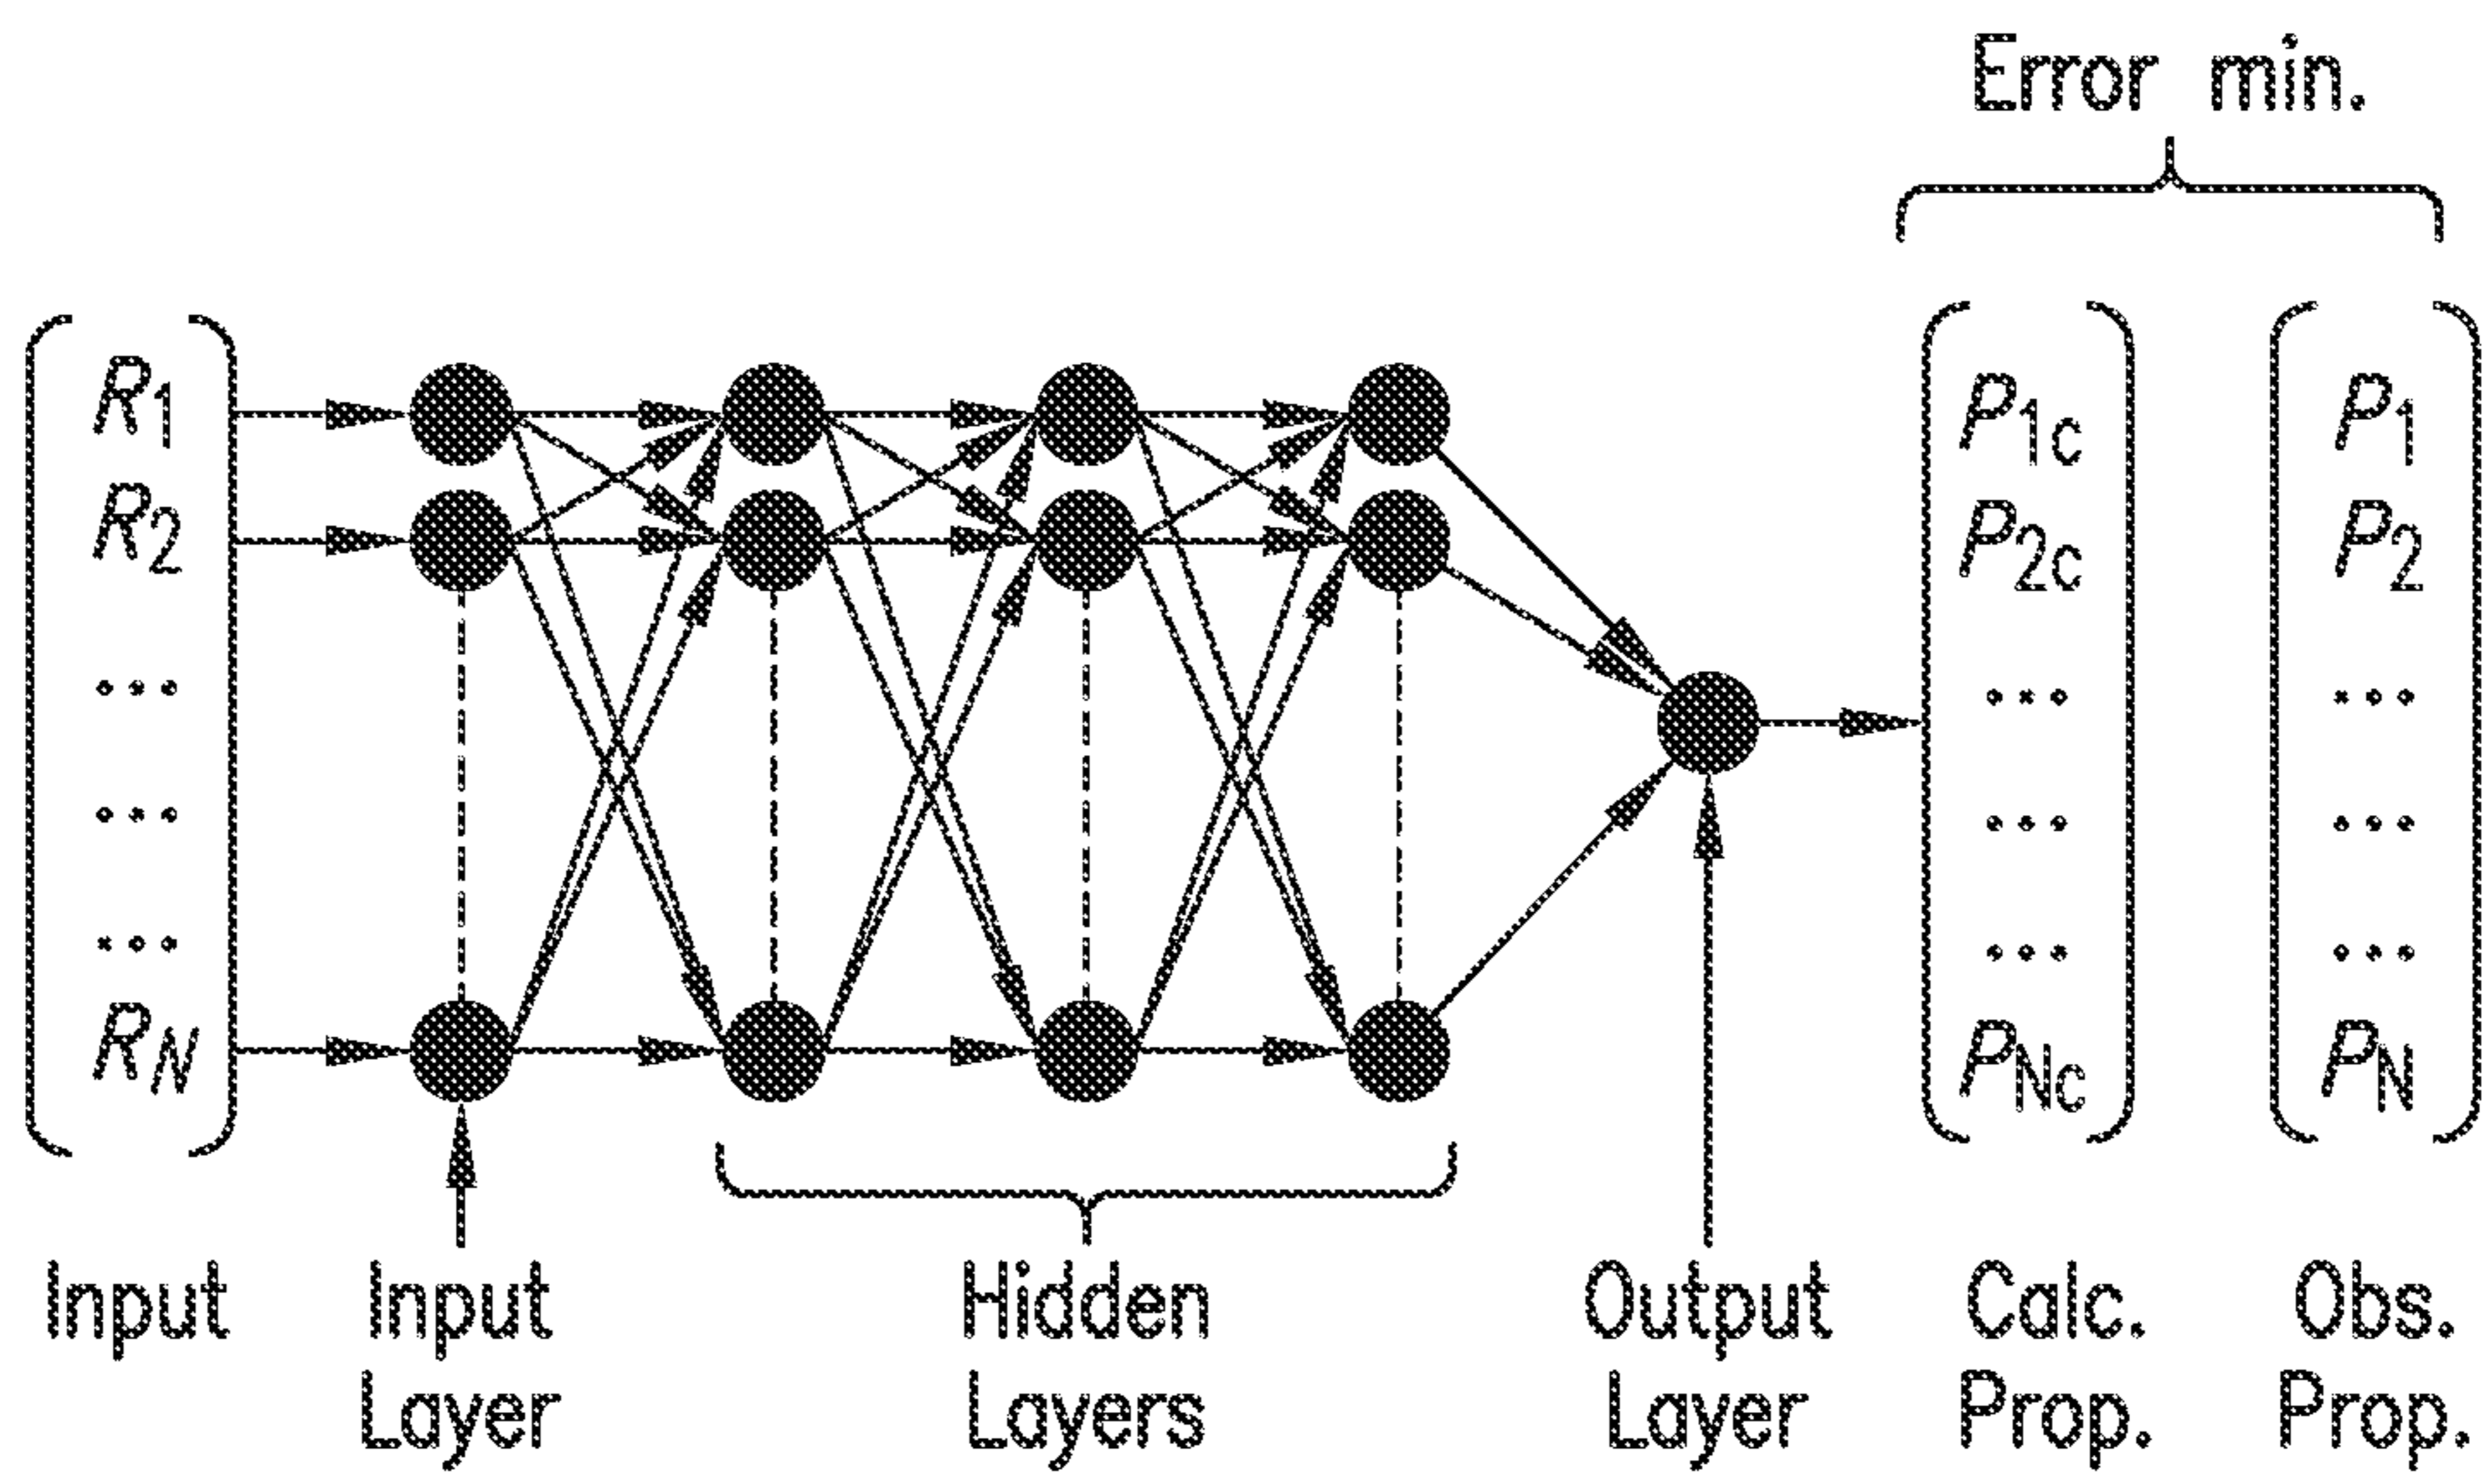 Error min.
R1 P1c P1
R2 P2c P2
... ... ...
... ... ...
... ... ...
RN PNc PN
Input Input Hidden Output Calc. Obs.
Layer Layers Layer Prop. Prop.